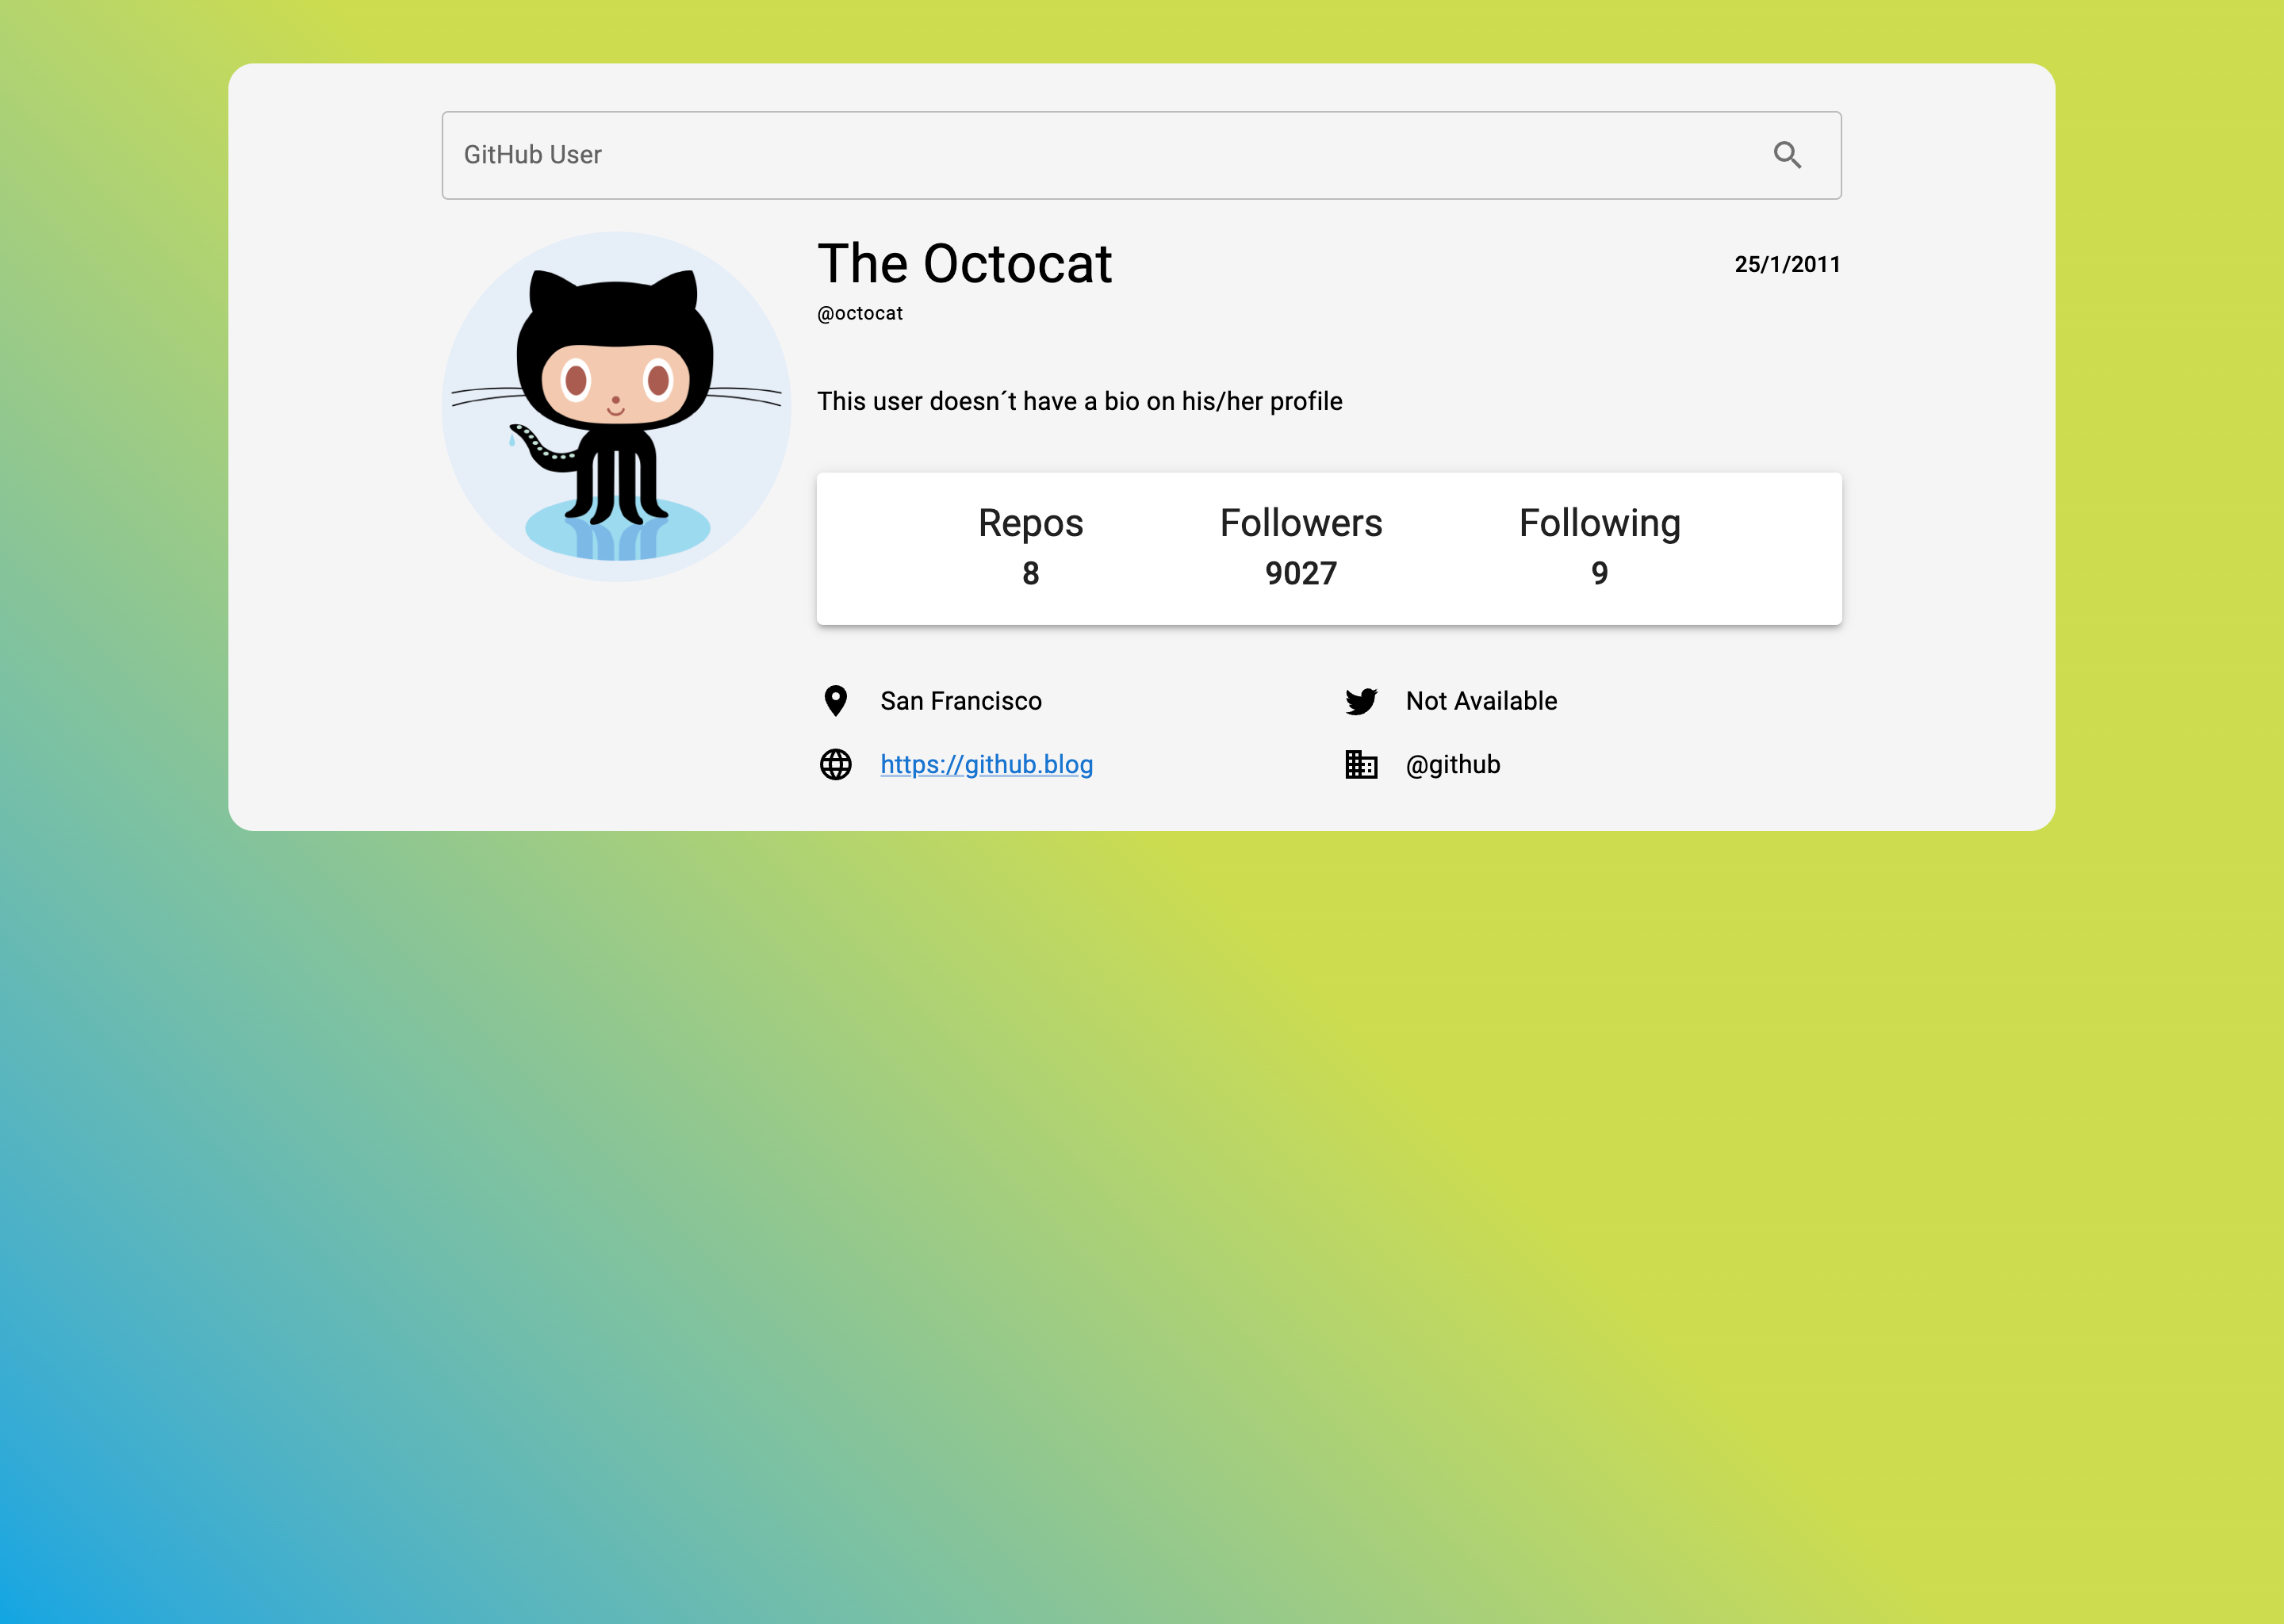 GitHub User
The Octocat
25/1/2011
@octocat
This user doesn´t have a bio on his/her profile
Repos Followers Following
8 9027 9
San Francisco Not Available
https://github.blog @github